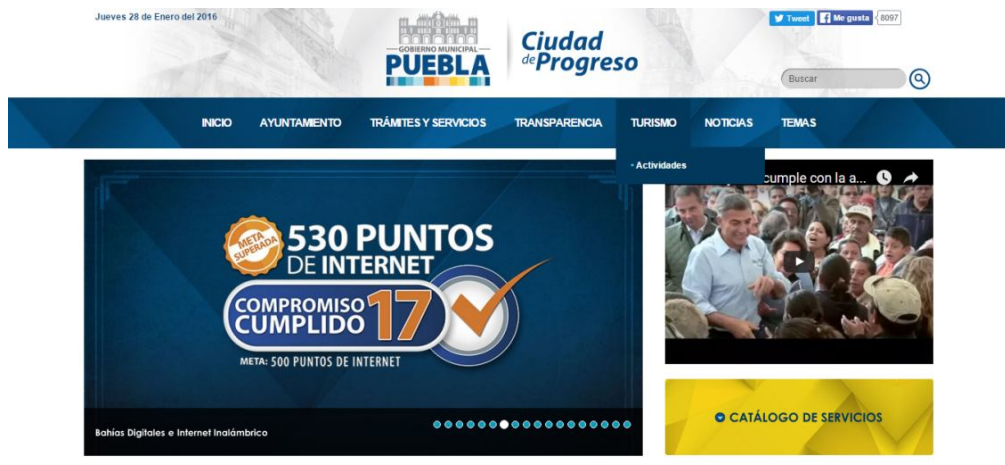 Jueves 28 de Enero del 2016
GOBIERNO MUNICIPAL
PUEBLA
Ciudad
de Progreso
Tweet
Me gusta
8097
Buscar
INICIO AYUNTAMIENTO TRÁMITES Y SERVICIOS TRANSPARENCIA TURISMO NOTICIAS TEMAS
- Actividades
cumple con la a...
META
SUPERADA
530 PUNTOS
DE INTERNET
COMPROMISO
CUMPLIDO
17
META: 500 PUNTOS DE INTERNET
Bahías Digitales e Internet Inalámbrico
CATÁLOGO DE SERVICIOS